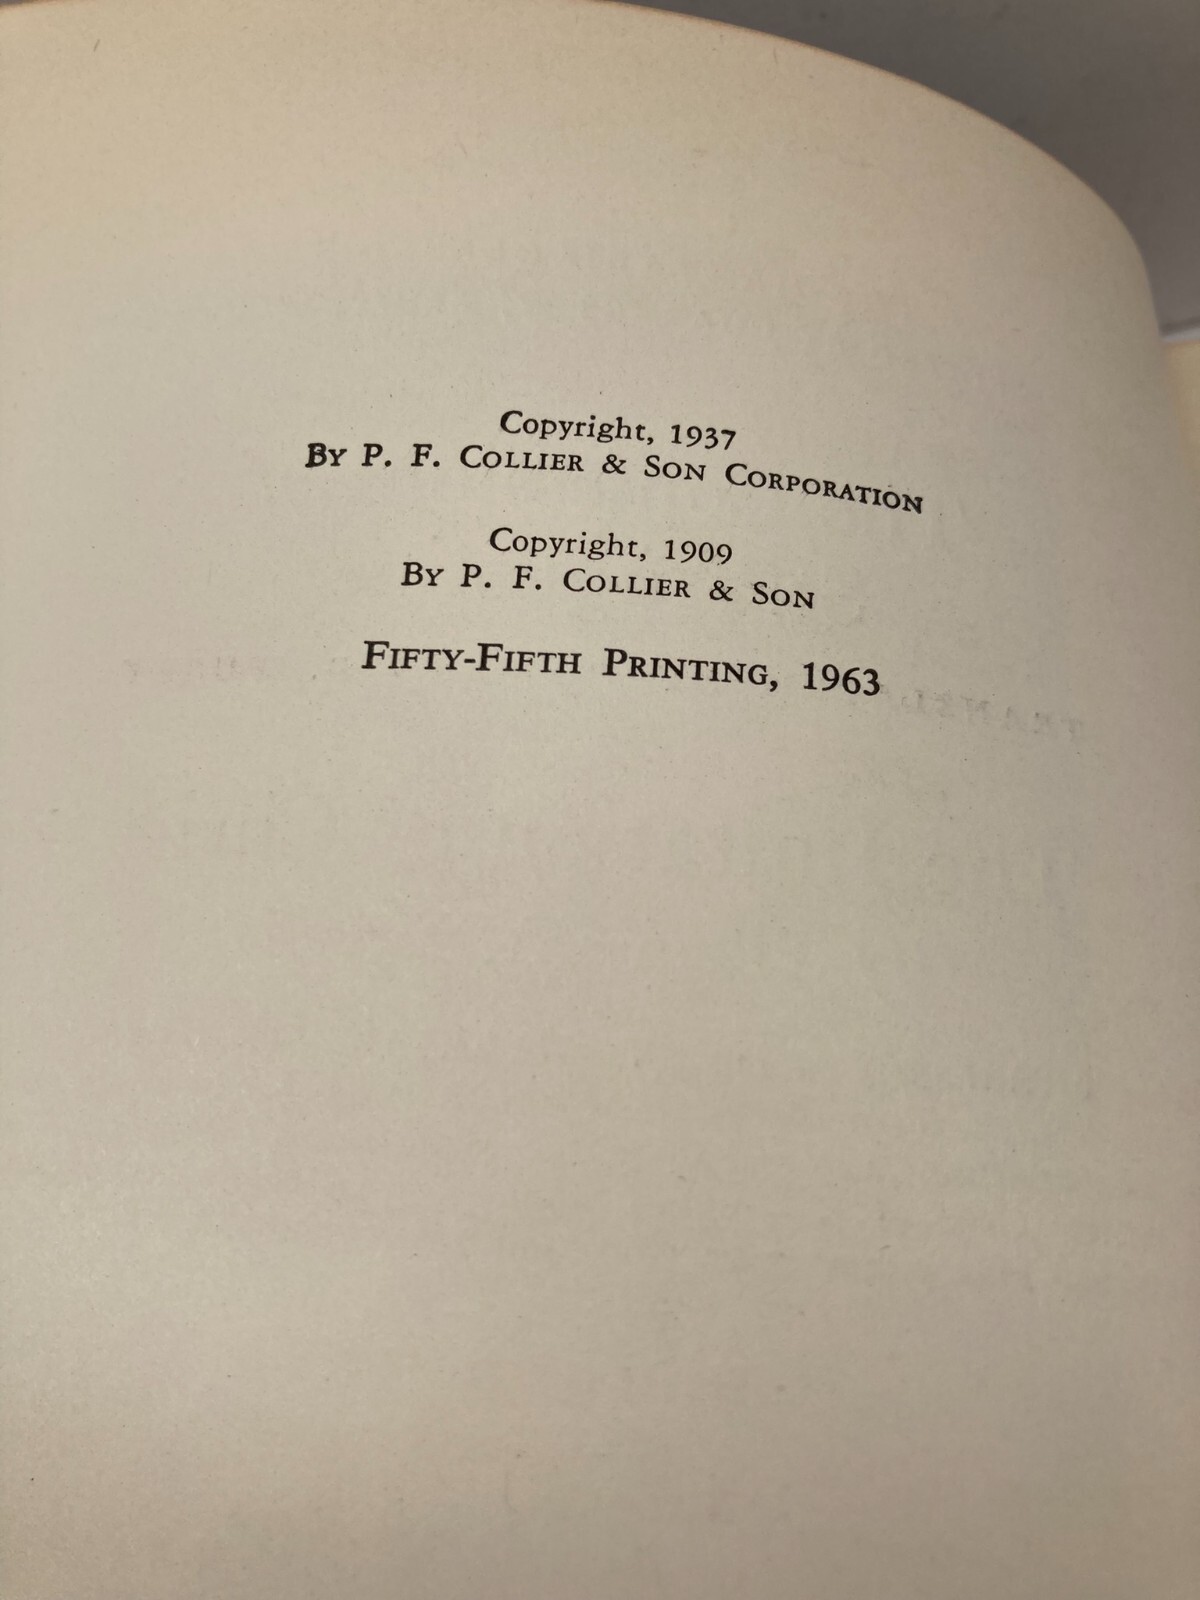 Copyright, 1937
By P. F. Collier & Son Corporation
Copyright, 1909
By P. F. Collier & Son
Fifty-Fifth Printing, 1963